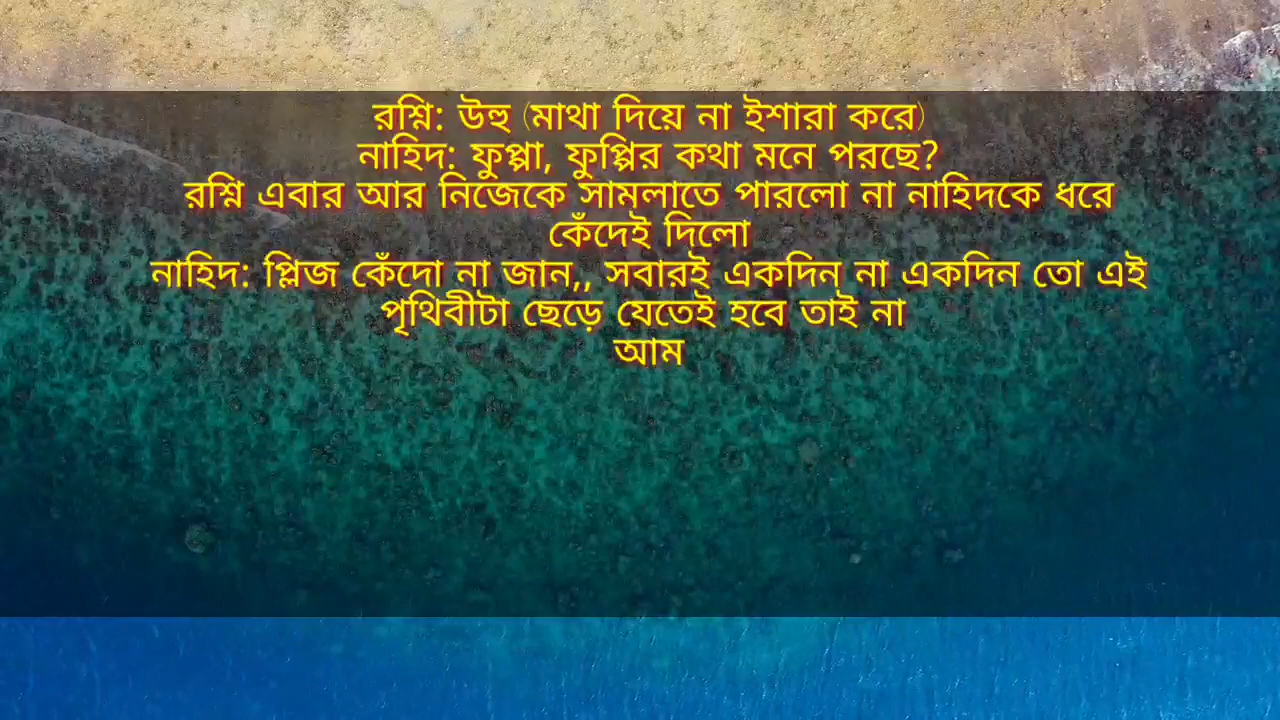 রশ্নি: উহু (মাথা দিয়ে না ইশারা করে)
নাহিদ: ফুপ্পা, ফুপ্পির কথা মনে পরছে?
রশ্নি এবার আর নিজেকে সামলাতে পারলো না নাহিদকে ধরে
কেঁদেই দিলো
নাহিদ: প্লিজ কেঁদো না জান,, সবারই একদিন না একদিন তো এই
পৃথিবীটা ছেড়ে যেতেই হবে তাই না
আম